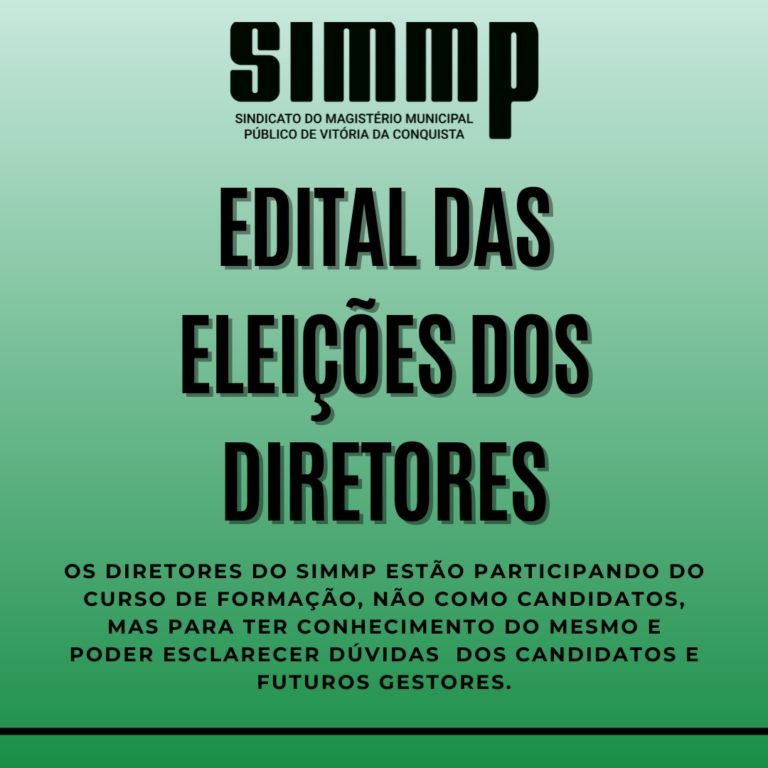 simmp
SINDICATO DO MAGISTÉRIO MUNICIPAL
PÚBLICO DE VITÓRIA DA CONQUISTA
EDITAL DAS
ELEIÇÕES DOS
DIRETORES
OS DIRETORES DO SIMMP ESTÃO PARTICIPANDO DO
CURSO DE FORMAÇÃO, NÃO COMO CANDIDATOS,
MAS PARA TER CONHECIMENTO DO MESMO E
PODER ESCLARECER DÚVIDAS DOS CANDIDATOS E
FUTUROS GESTORES.